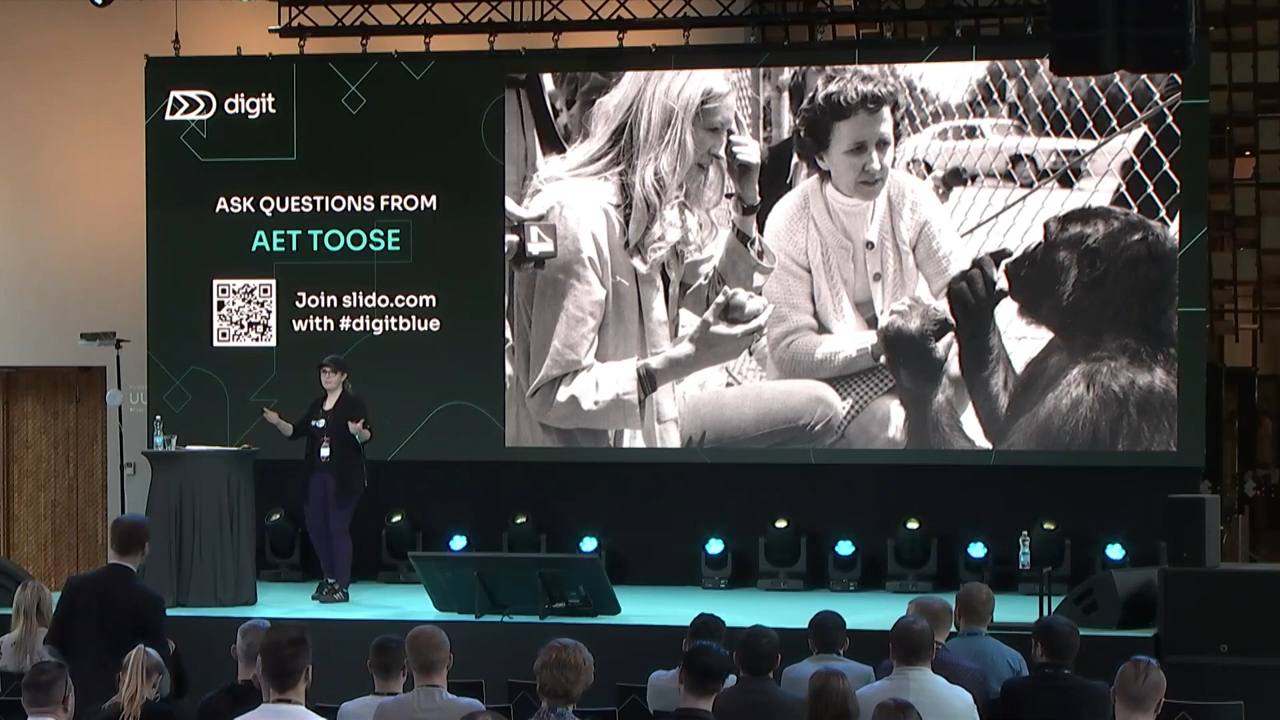 digit
ASK QUESTIONS FROM
AET TOOSE
Join slido.com
with #digitblue